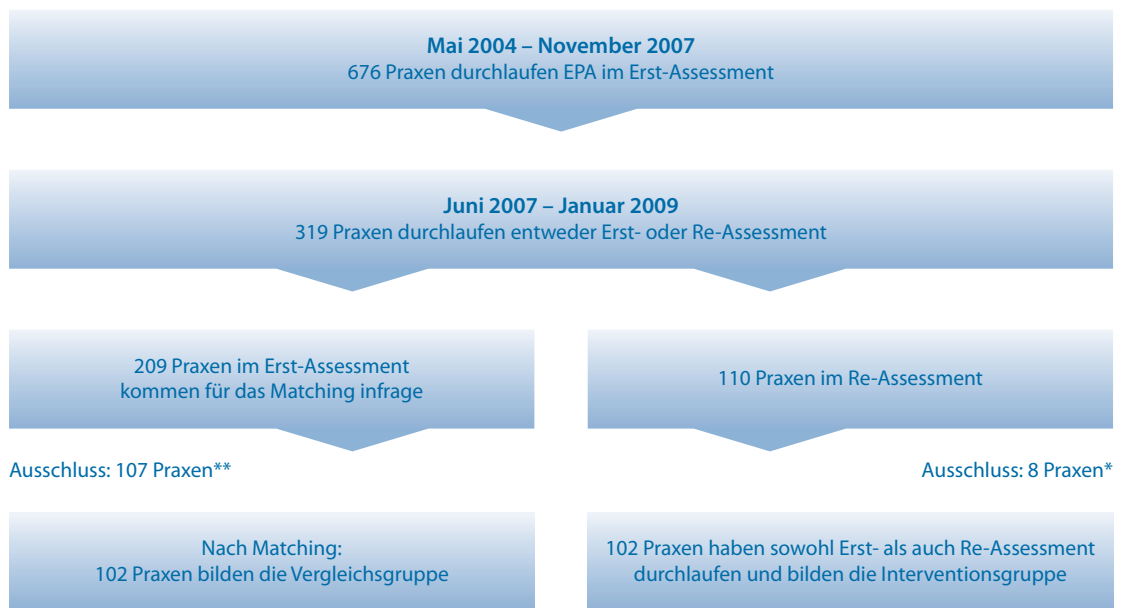 Mai 2004 – November 2007
676 Praxen durchlaufen EPA im Erst-Assessment
Juni 2007 – Januar 2009
319 Praxen durchlaufen entweder Erst- oder Re-Assessment
209 Praxen im Erst-Assessment
kommen für das Matching infrage
110 Praxen im Re-Assessment
Ausschluss: 107 Praxen**
Ausschluss: 8 Praxen*
Nach Matching:
102 Praxen bilden die Vergleichsgruppe
102 Praxen haben sowohl Erst- als auch Re-Assessment
durchlaufen und bilden die Interventionsgruppe